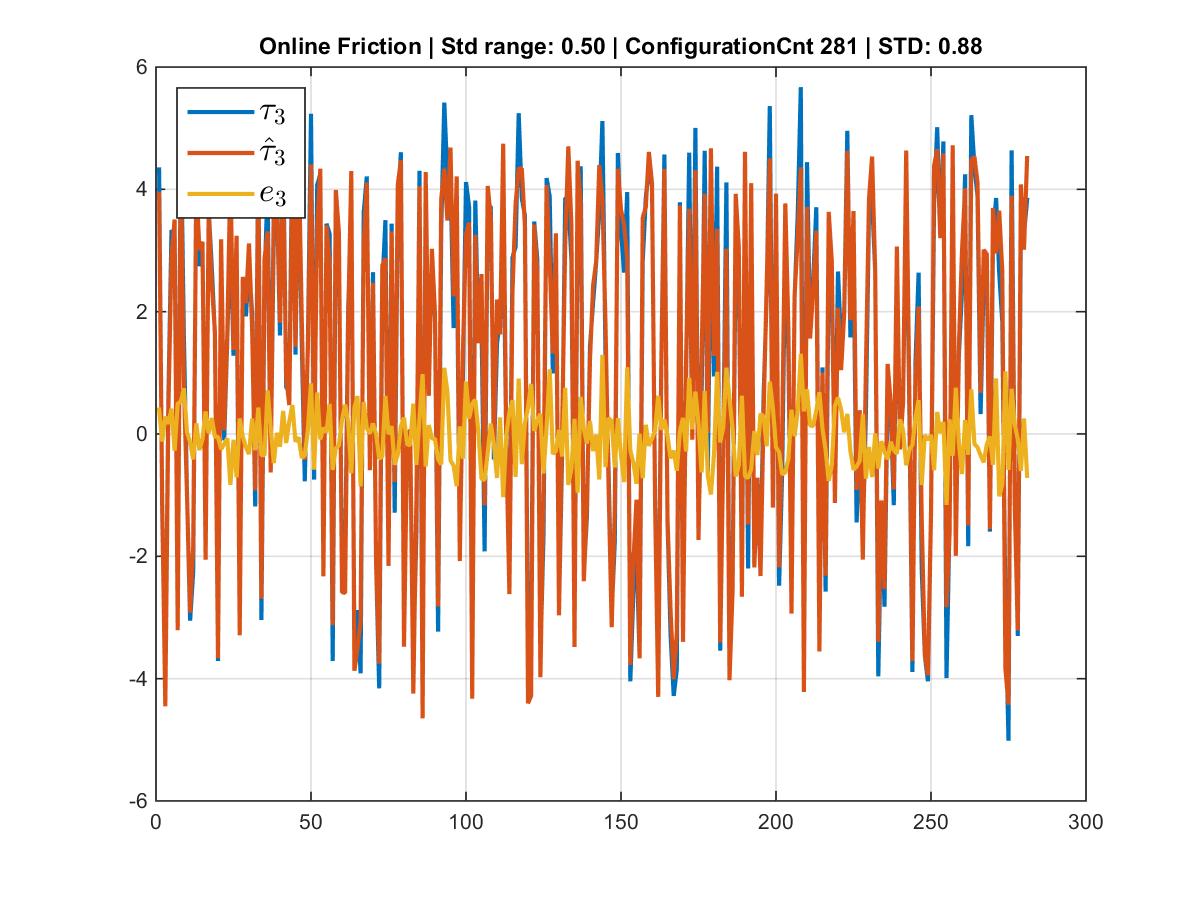 Online Friction | Std range: 0.50 | ConfigurationCnt 281 | STD: 0.88
6
4
2
0
-2
-4
-6
τ₃
τ̂₃
e₃
0 50 100 150 200 250 300